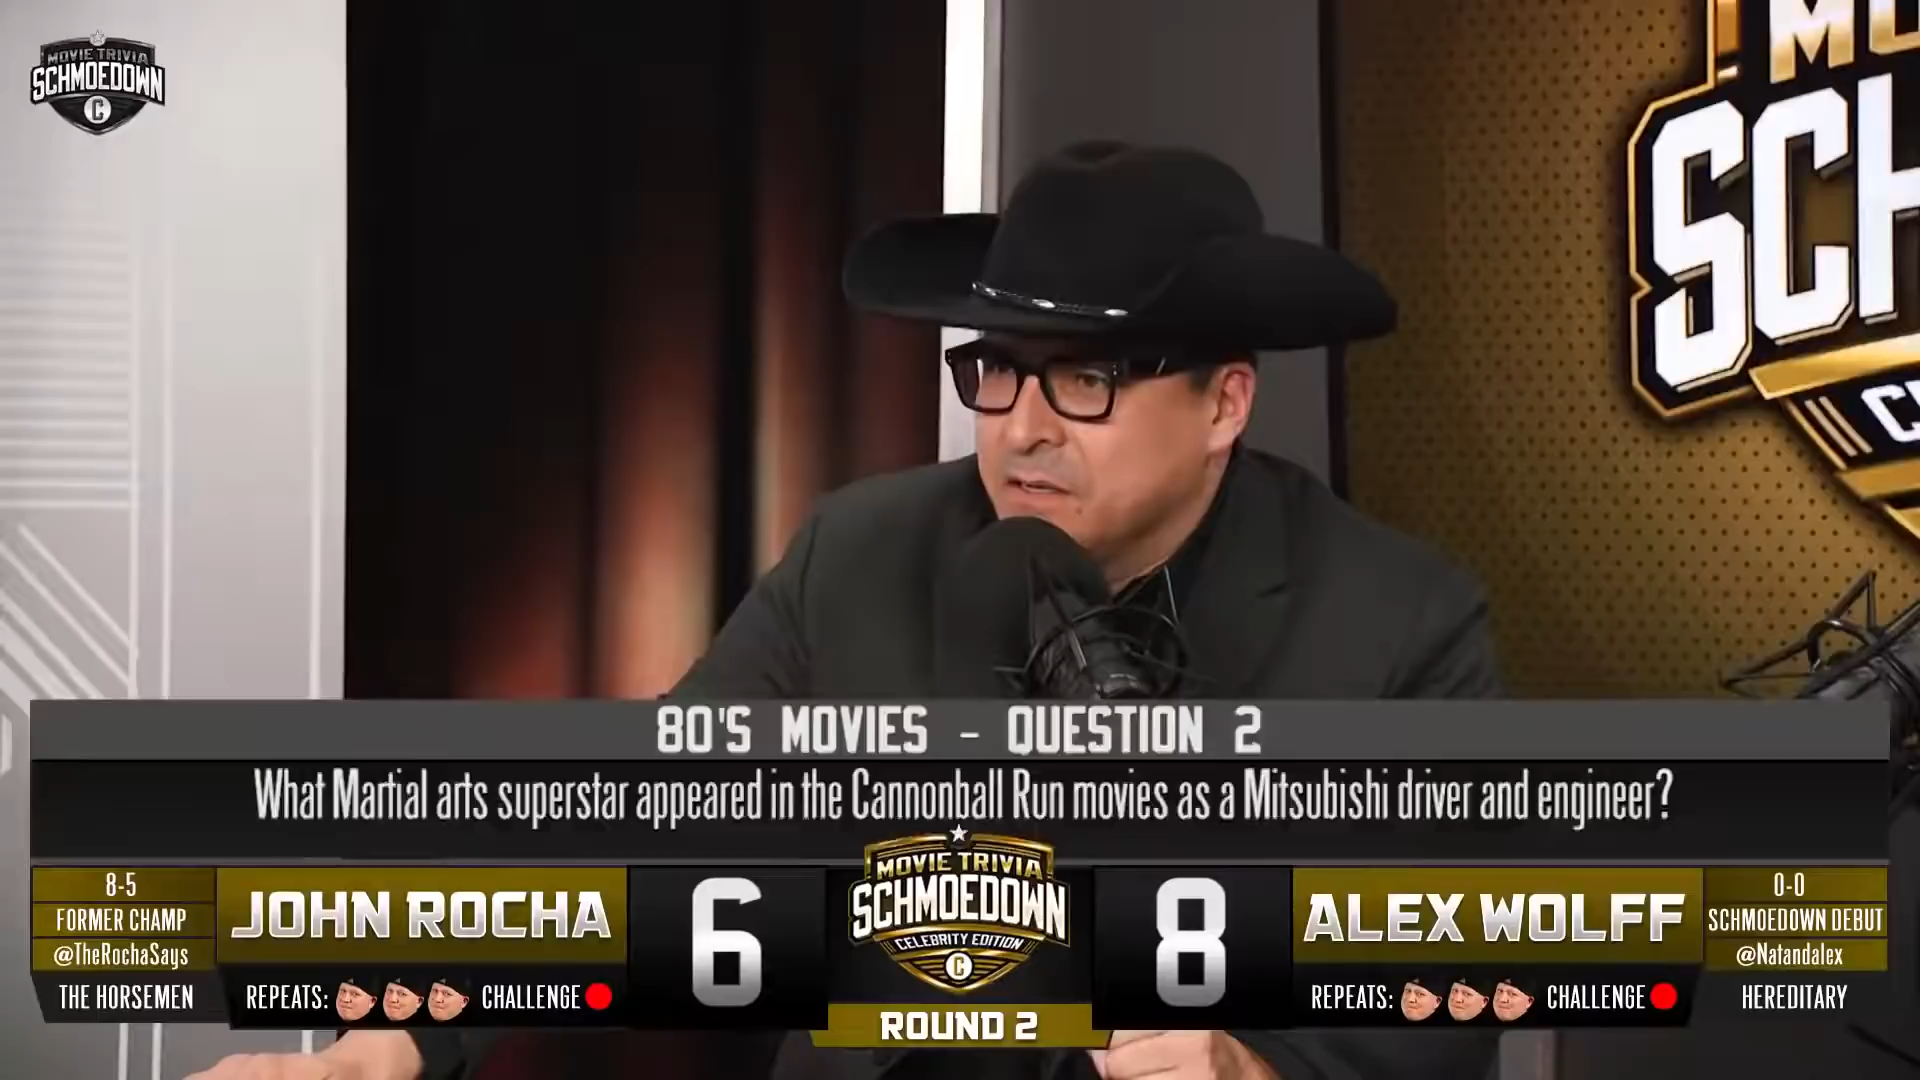 MOVIE TRIVIA
SCHMOEDOWN
C
MO
SCH
C
80'S MOVIES - QUESTION 2
What Martial arts superstar appeared in the Cannonball Run movies as a Mitsubishi driver and engineer?
8-5
FORMER CHAMP
@TheRochaSays
THE HORSEMEN
JOHN ROCHA
REPEATS:
CHALLENGE
6
MOVIE TRIVIA
SCHMOEDOWN
CELEBRITY EDITION
C
ROUND 2
8
ALEX WOLFF
REPEATS:
CHALLENGE
0-0
SCHMOEDOWN DEBUT
@Natandalex
HEREDITARY